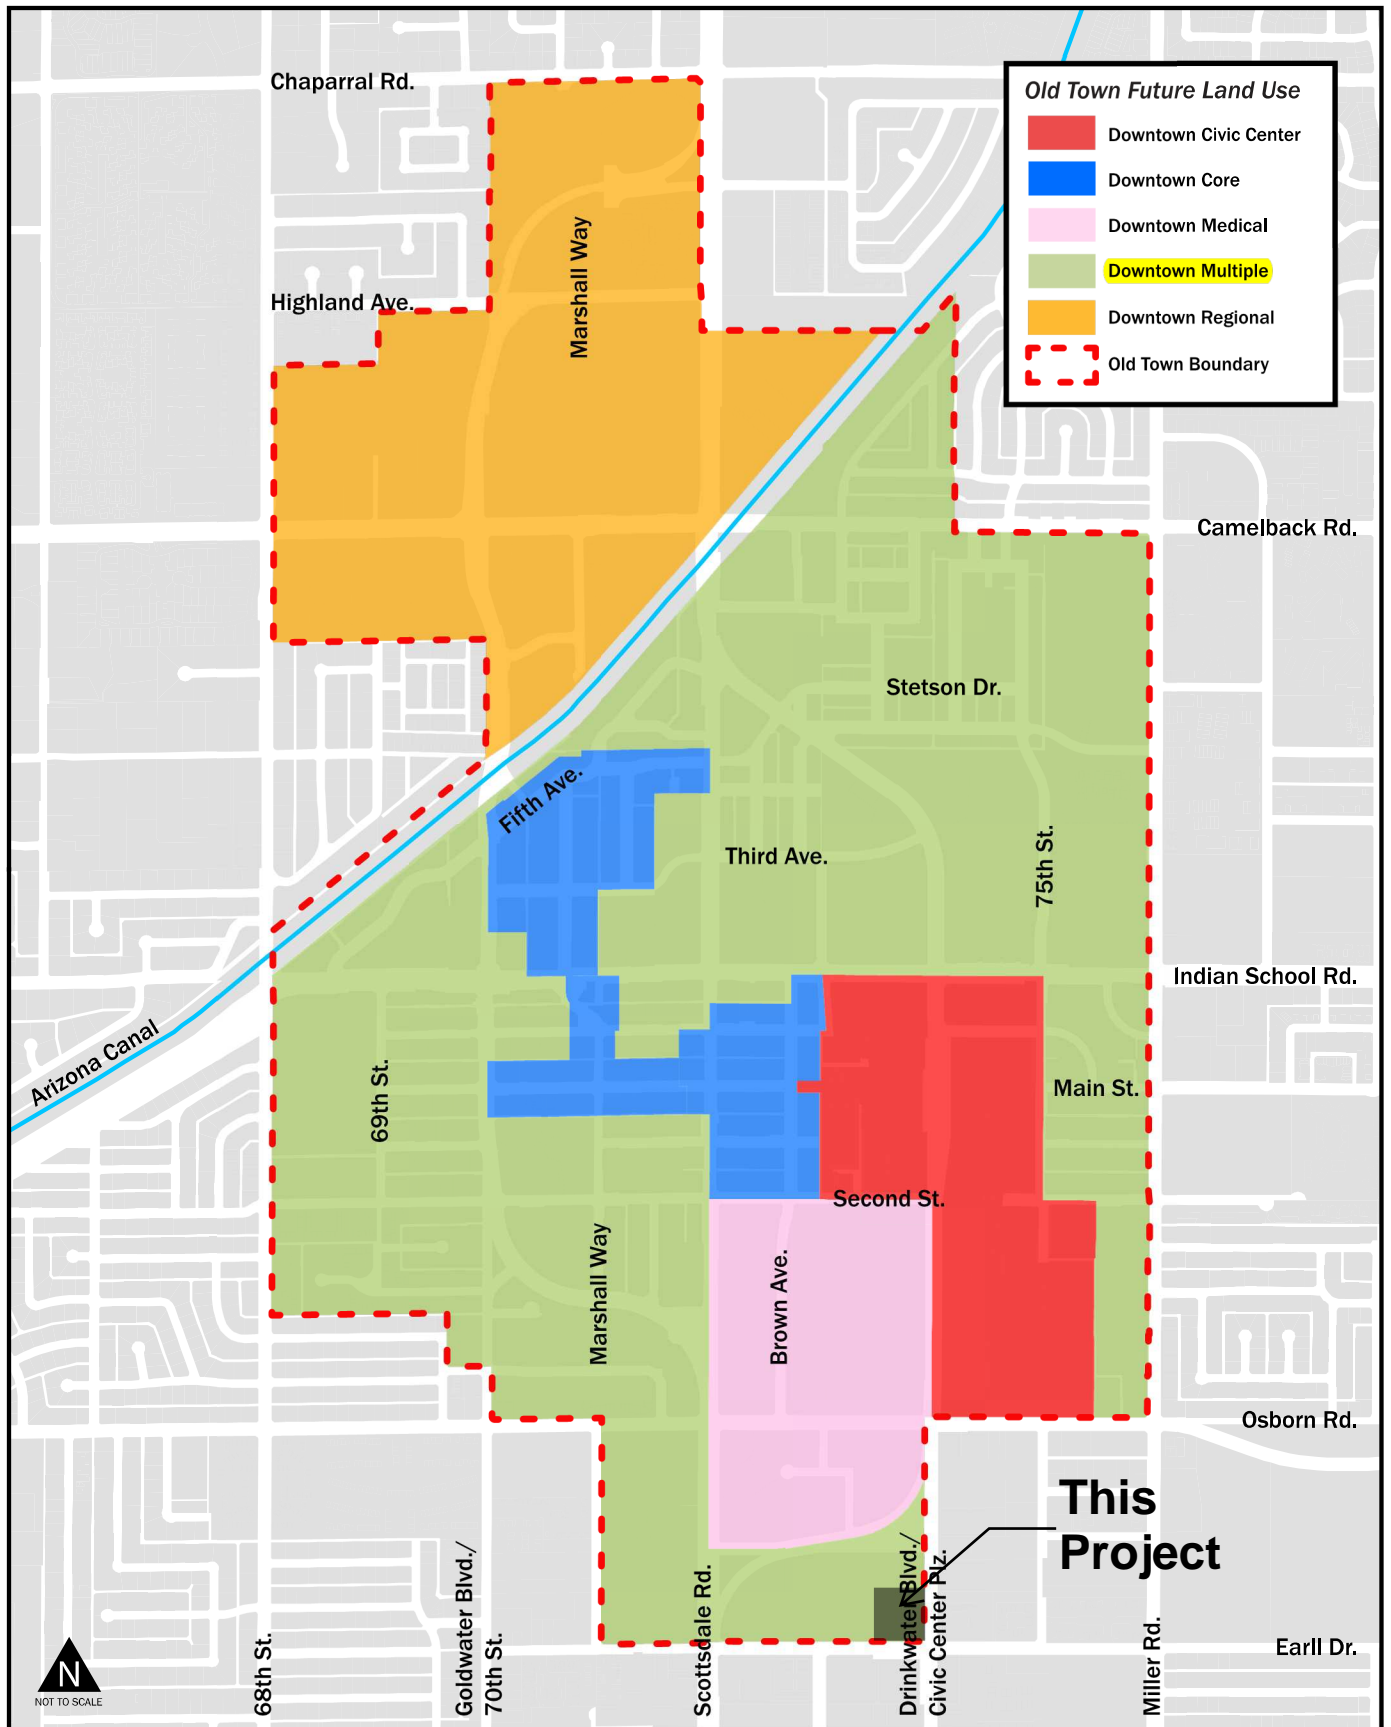 Chaparral Rd.
Old Town Future Land Use
Downtown Civic Center
Downtown Core
Downtown Medical
Downtown Multiple
Downtown Regional
Old Town Boundary
Marshall Way
Highland Ave.
Camelback Rd.
Stetson Dr.
Fifth Ave.
Third Ave.
75th St.
Indian School Rd.
Arizona Canal
69th St.
Main St.
Second St.
Marshall Way
Brown Ave.
Osborn Rd.
This
Project
Earll Dr.
N
NOT TO SCALE
68th St.
Goldwater Blvd./
70th St.
Scottsdale Rd.
Drinkwater Blvd./
Civic Center Plz.
Miller Rd.